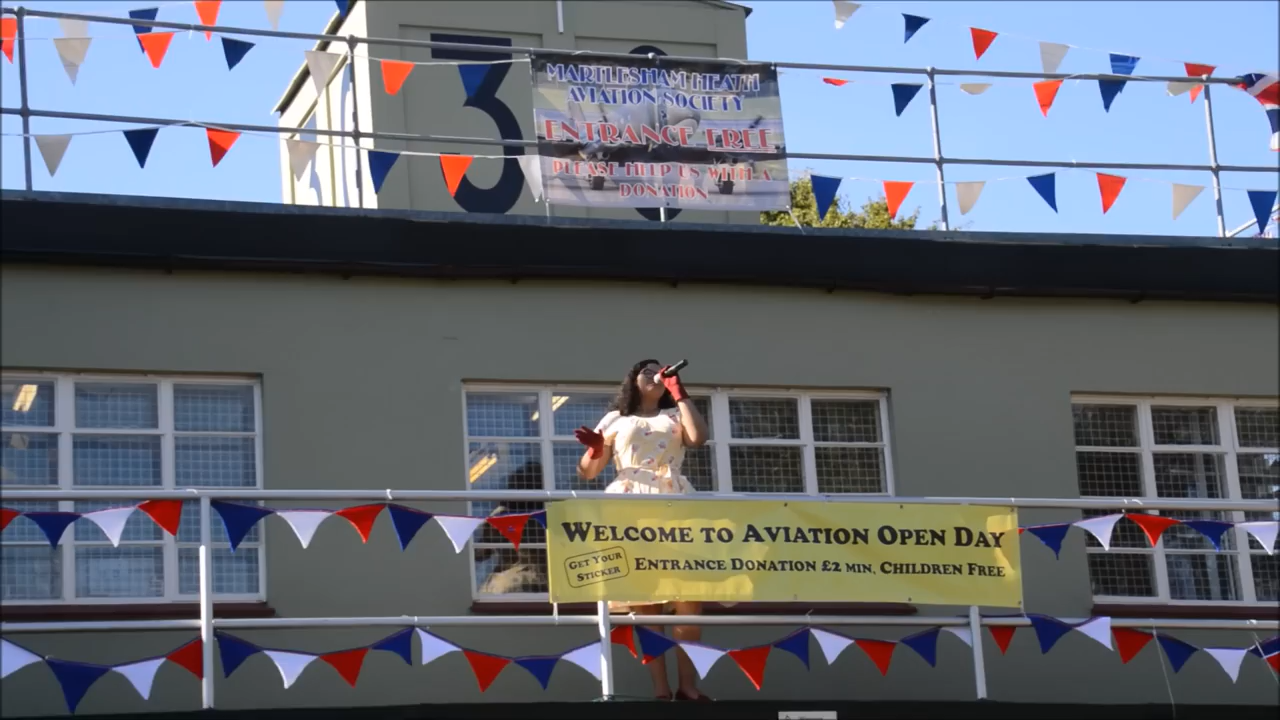 3
MARTLESHAM HEATH
AVIATION SOCIETY
ENTRANCE FREE
PLEASE HELP US WITH A
DONATION
WELCOME TO AVIATION OPEN DAY
GET YOUR
STICKER
ENTRANCE DONATION £2 MIN, CHILDREN FREE